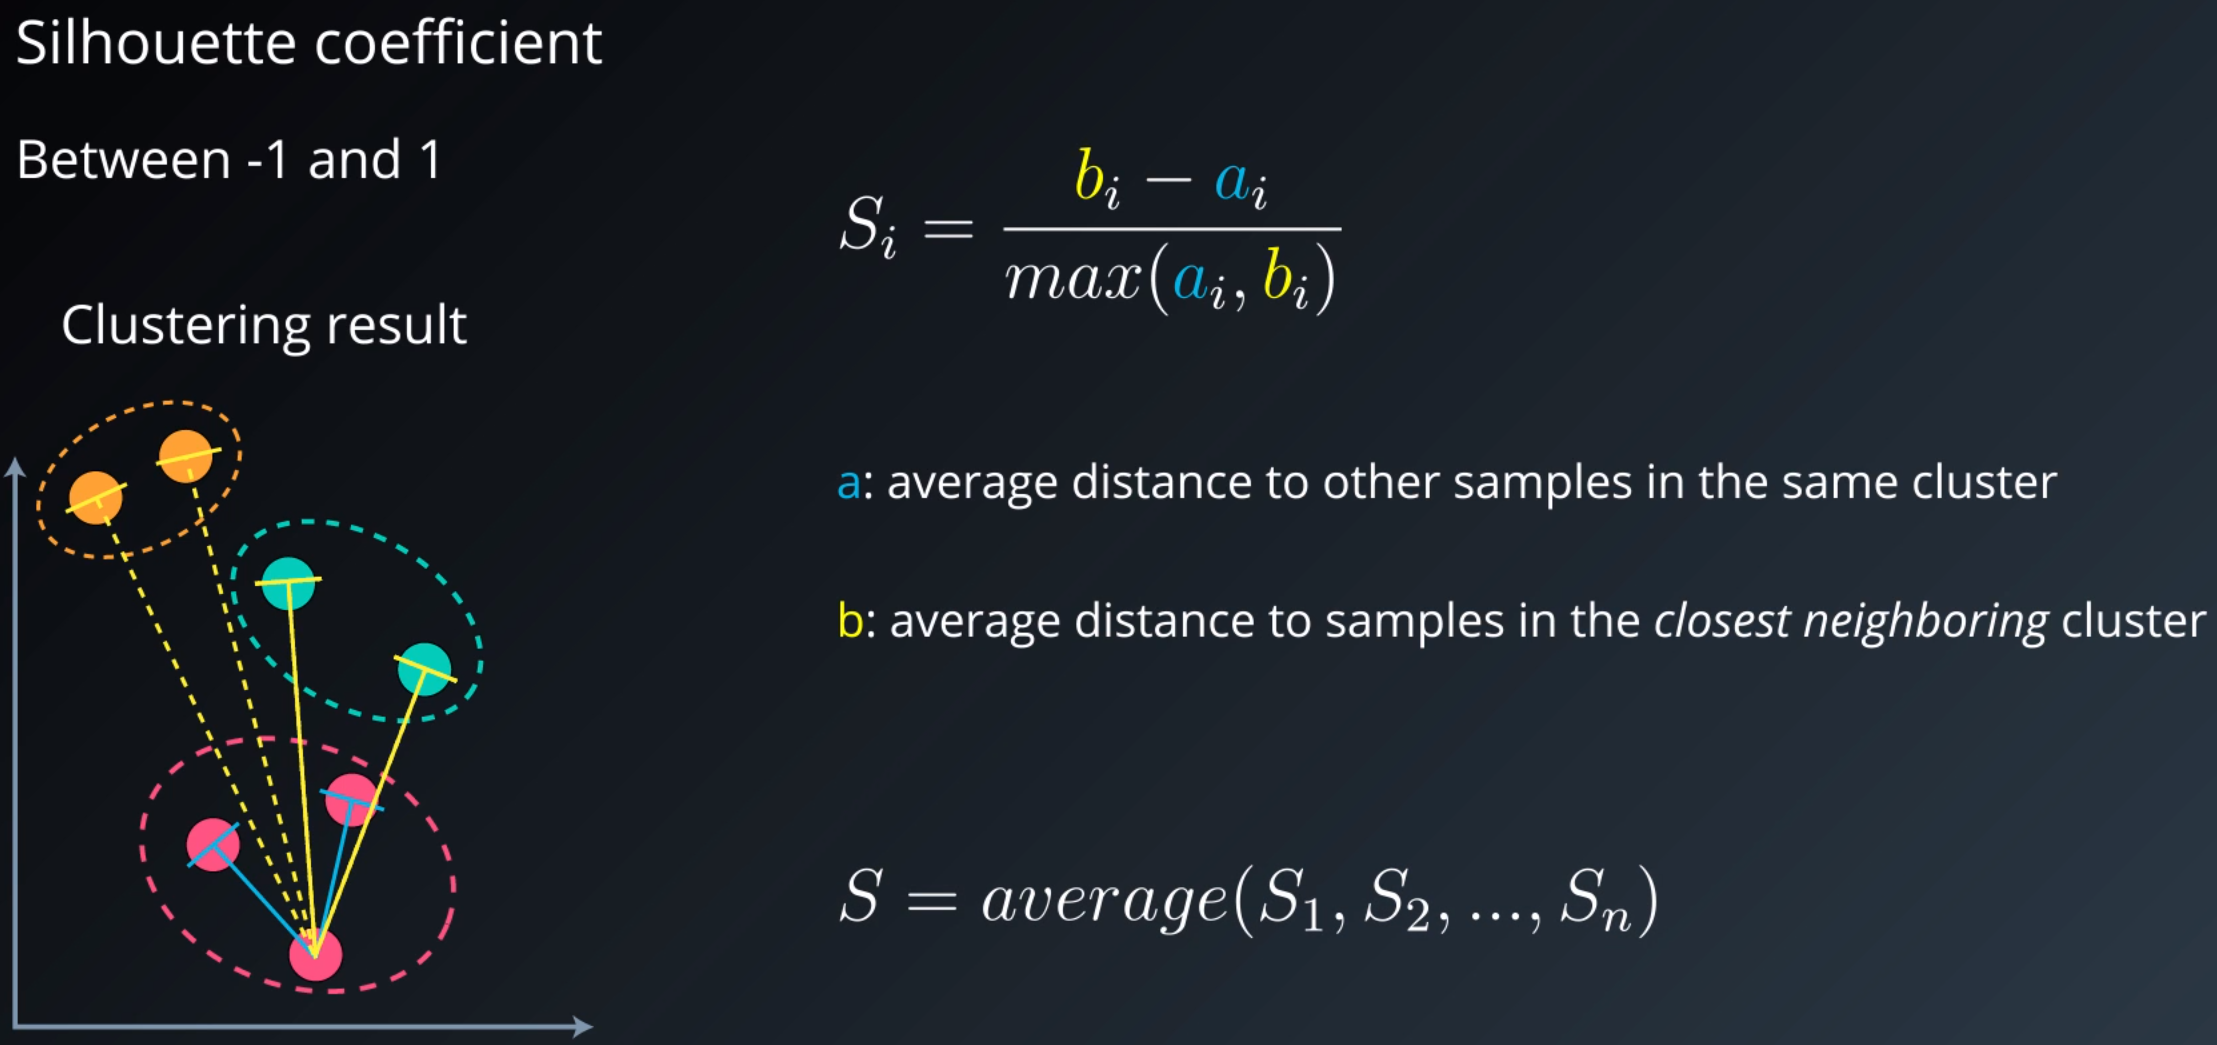 Silhouette coefficient
Between -1 and 1
S_i = \frac{b_i - a_i}{max(a_i, b_i)}
Clustering result
a: average distance to other samples in the same cluster
b: average distance to samples in the closest neighboring cluster
S = average(S_1, S_2, ..., S_n)